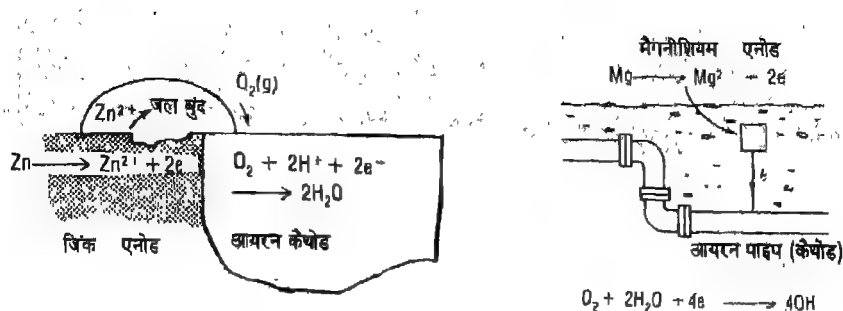 O₂(g)
Zn²⁺ जल बुंद
Zn ⟶ Zn²⁺ + 2e
O₂ + 2H⁺ + 2e⁻
⟶ 2H₂O
जिंक एनोड
आयरन कैथोड
मैगनीशियम एनोड
Mg ⟶ Mg² - 2e
e
आयरन पाइप (कैथोड)
O₂ + 2H₂O + 4e ⟶ 4OH